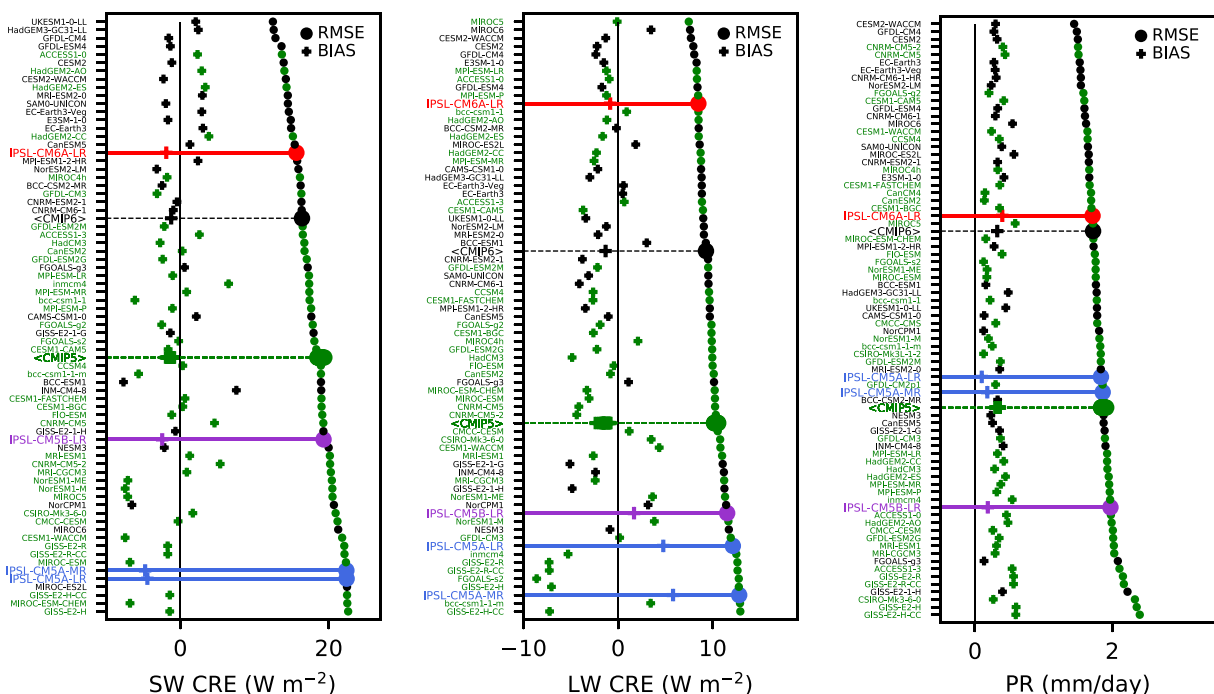 UKESM1-0-LL
HadGEM3-GC31-LL
GFDL-CM4
GFDL-ESM4
ACCESS1-0
CESM2
HadGEM2-AO
CESM2-WACCM
HadGEM2-ES
MRI-ESM2-0
SAM0-UNICON
EC-Earth3-Veg
E3SM-1-0
EC-Earth3
HadGEM2-CC
CanESM5
IPSL-CM6A-LR
MPI-ESM1-2-HR
NorESM2-LM
MIROC4h
BCC-CSM2-MR
GFDL-CM3
CNRM-ESM2-1
CNRM-CM6-1
<CMIP6>
GFDL-ESM2M
ACCESS1-3
HadCM3
CanESM2
GFDL-ESM2G
FGOALS-g3
MPI-ESM-LR
inmcm4
MPI-ESM-MR
bcc-csm1-1
MPI-ESM-P
CAMS-CSM1-0
FGOALS-g2
GISS-E2-1-G
FGOALS-s2
CESM1-CAM5
<CMIP5>
CCSM4
bcc-csm1-1-m
BCC-ESM1
INM-CM4-8
CESM1-FASTCHEM
CESM1-BGC
FIO-ESM
CNRM-CM5
GISS-E2-1-H
IPSL-CM5B-LR
NESM3
MRI-ESM1
CNRM-CM5-2
MRI-CGCM3
NorESM1-ME
NorESM1-M
MIROC5
NorCPM1
CSIRO-Mk3-6-0
CMCC-CESM
MIROC6
CESM1-WACCM
GISS-E2-R
GISS-E2-R-CC
MIROC-ESM
IPSL-CM5A-MR
IPSL-CM5A-LR
MIROC-ES2L
GISS-E2-H-CC
MIROC-ESM-CHEM
GISS-E2-H
RMSE
BIAS
0
20
SW CRE (W m⁻²)
MIROC5
MIROC6
CESM2-WACCM
CESM2
GFDL-CM4
E3SM-1-0
MPI-ESM-LR
ACCESS1-0
GFDL-ESM4
MPI-ESM-P
IPSL-CM6A-LR
bcc-csm1-1
HadGEM2-AO
BCC-CSM2-MR
HadGEM2-ES
MIROC-ES2L
HadGEM2-CC
MPI-ESM-MR
CAMS-CSM1-0
HadGEM3-GC31-LL
EC-Earth3-Veg
EC-Earth3
ACCESS1-3
CESM1-CAM5
UKESM1-0-LL
NorESM2-LM
MRI-ESM2-0
BCC-ESM1
<CMIP6>
CNRM-ESM2-1
GFDL-ESM2M
SAM0-UNICON
CNRM-CM6-1
CCSM4
CESM1-FASTCHEM
MPI-ESM-1-2-HR
CanESM5
FGOALS-g2
CESM1-BGC
MIROC4h
GFDL-ESM2G
HadCM3
FIO-ESM
CanESM2
FGOALS-g3
MIROC-ESM-CHEM
MIROC-ESM
CNRM-CM5
CNRM-CM5-2
<CMIP5>
CMCC-CESM
CSIRO-Mk3-6-0
CESM1-WACCM
MRI-ESM1
GISS-E2-1-G
INM-CM4-8
MRI-CGCM3
GISS-E2-1-H
NorESM1-ME
NorCPM1
IPSL-CM5B-LR
NorESM1-M
NESM3
GFDL-CM3
IPSL-CM5A-LR
inmcm4
GISS-E2-R
GISS-E2-R-CC
FGOALS-s2
GISS-E2-H
IPSL-CM5A-MR
bcc-csm1-1-m
GISS-E2-H-CC
RMSE
BIAS
−10
0
10
LW CRE (W m⁻²)
CESM2-WACCM
GFDL-CM4
CESM2
CNRM-CM5-2
CNRM-CM5
EC-Earth3
EC-Earth3-Veg
CNRM-CM6-1-HR
NorESM2-LM
FGOALS-g2
CESM1-CAM5
GFDL-ESM4
CNRM-CM6-1
MIROC6
CESM1-WACCM
CCSM4
SAM0-UNICON
MIROC-ES2L
CNRM-ESM2-1
MIROC4h
E3SM-1-0
CESM1-FASTCHEM
CanCM4
CanESM2
CESM1-BGC
IPSL-CM6A-LR
MIROC5
<CMIP6>
MIROC-ESM-CHEM
MPI-ESM-1-2-HR
FIO-ESM
FGOALS-s2
NorESM1-ME
MIROC-ESM
BCC-ESM1
HadGEM3-GC31-LL
bcc-csm1-1
UKESM1-0-LL
CAMS-CSM1-0
CMCC-CMS
NorCPM1
NorESM1-M
bcc-csm1-1-m
CSIRO-Mk3L-1-2
GFDL-ESM2M
MRI-ESM2-0
IPSL-CM5A-LR
GFDL-CM2p1
IPSL-CM5A-MR
BCC-CSM2-MR
<CMIP5>
NESM3
CanESM5
GISS-E2-1-G
GFDL-CM3
INM-CM4-8
MPI-ESM-LR
HadGEM2-CC
HadCM3
HadGEM2-ES
MPI-ESM-MR
MPI-ESM-P
inmcm4
IPSL-CM5B-LR
ACCESS1-0
HadGEM2-AO
CMCC-CESM
GFDL-ESM2G
MRI-ESM1
MRI-CGCM3
FGOALS-g3
ACCESS1-3
GISS-E2-R
GISS-E2-R-CC
GISS-E2-1-H
CSIRO-Mk3-6-0
GISS-E2-H
GISS-E2-H-CC
RMSE
BIAS
0
2
PR (mm/day)